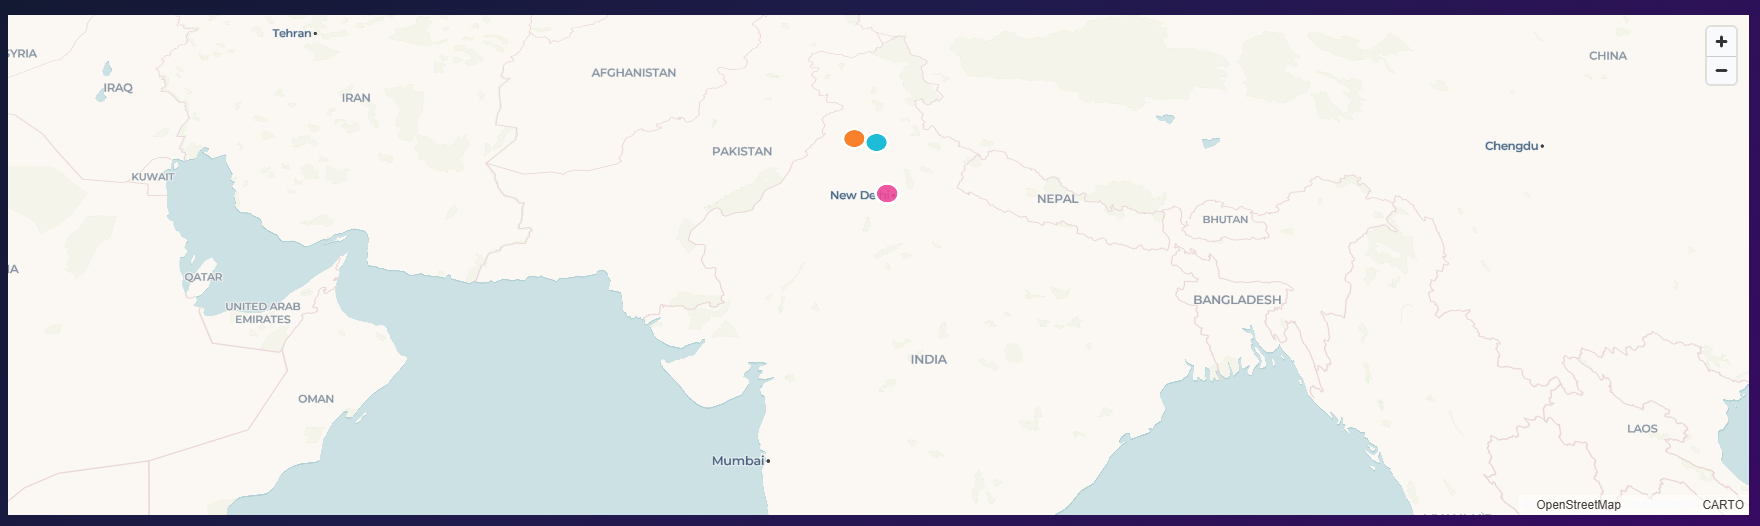 Tehran
SYRIA
AFGHANISTAN
CHINA
+
−
IRAQ
IRAN
PAKISTAN
Chengdu
KUWAIT
New De
NEPAL
BHUTAN
IA
QATAR
BANGLADESH
UNITED ARAB
EMIRATES
INDIA
OMAN
LAOS
Mumbai
OpenStreetMap
CARTO